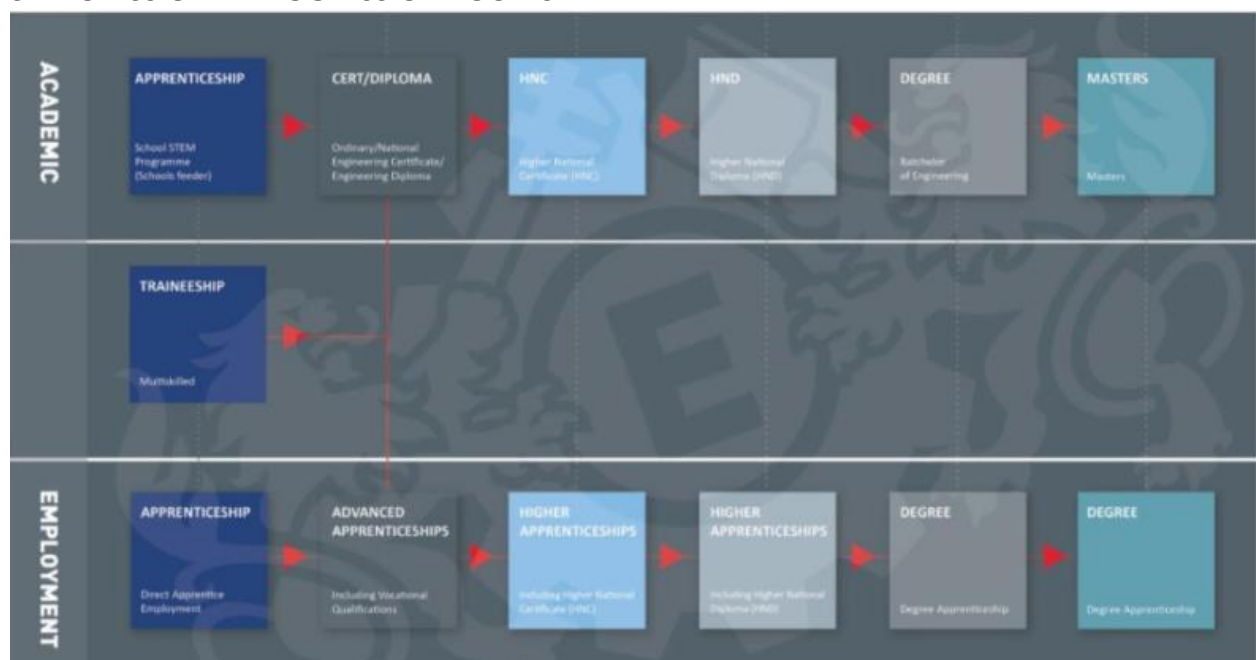 ACADEMIC
APPRENTICESHIP
School STEM
Programme
(Schools feeder)
CERT/DIPLOMA
Ordinary/National
Engineering Certificate/
Engineering Diploma
HNC
Higher National
Certificate (HNC)
HND
Higher National
Diploma (HND)
DEGREE
Batchelor
of Engineering
MASTERS
Masters
TRAINEESHIP
Multiskilled
E
EMPLOYMENT
APPRENTICESHIP
Direct Apprentice
Employment
ADVANCED
APPRENTICESHIPS
Including Vocational
Qualifications
HIGHER
APPRENTICESHIPS
Including Higher National
Certificate (HNC)
HIGHER
APPRENTICESHIPS
Including Higher National
Diploma (HND)
DEGREE
Degree Apprenticeship
DEGREE
Degree Apprenticeship